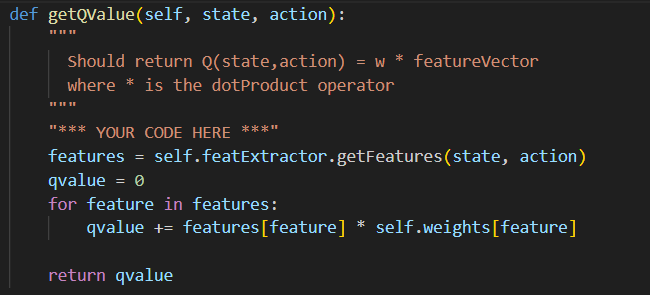 def getQValue(self, state, action):
"""
Should return Q(state,action) = w * featureVector
where * is the dotProduct operator
"""
"*** YOUR CODE HERE ***"
features = self.featExtractor.getFeatures(state, action)
qvalue = 0
for feature in features:
qvalue += features[feature] * self.weights[feature]
return qvalue